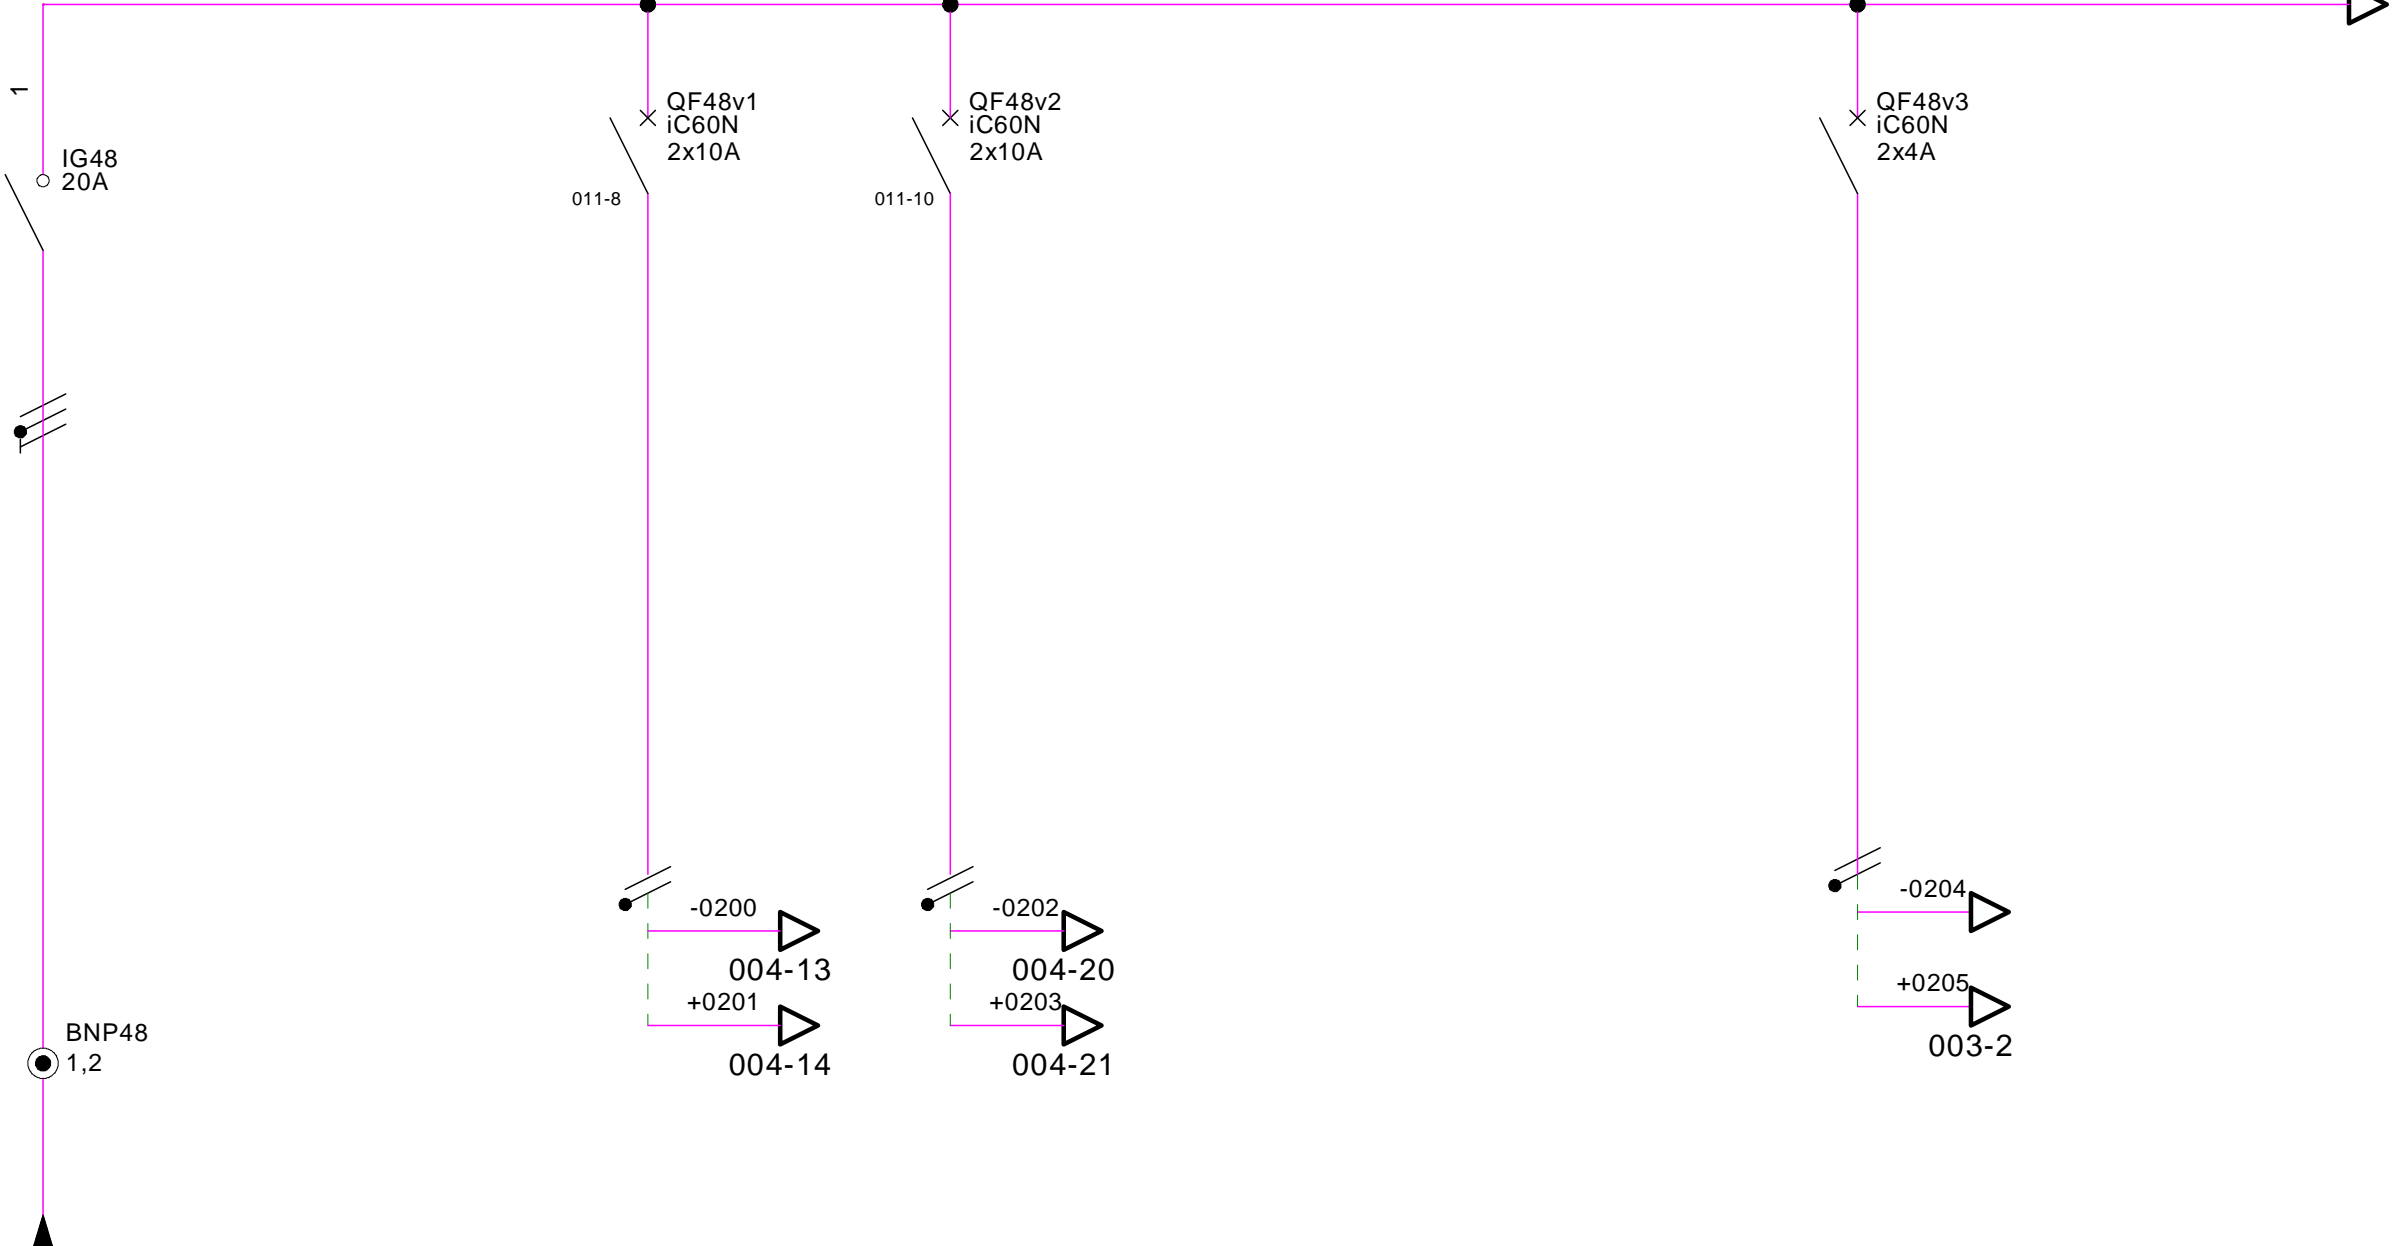 1
IG48
20A
QF48v1
iC60N
2x10A
011-8
QF48v2
iC60N
2x10A
011-10
QF48v3
iC60N
2x4A
-0200
004-13
+0201
004-14
-0202
004-20
+0203
004-21
-0204
+0205
003-2
BNP48
1,2